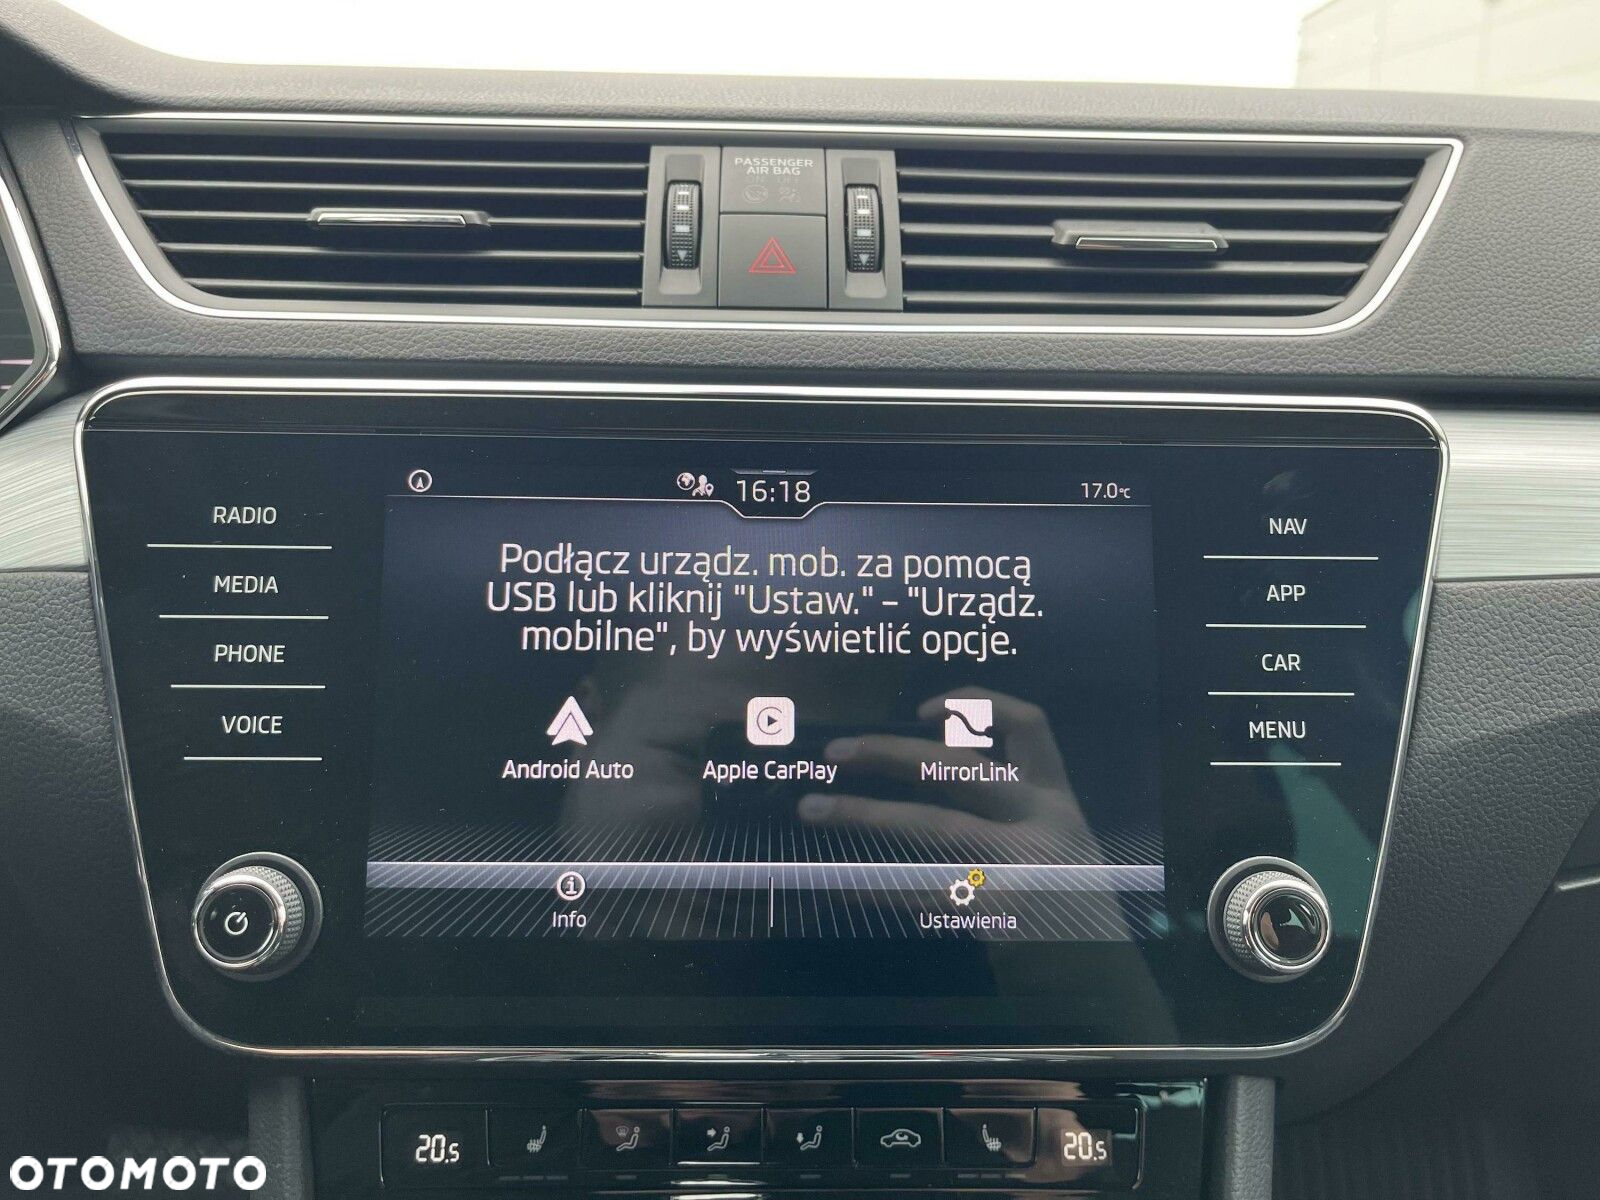 PASSENGER
AIR BAG
16:18
17.0°C
RADIO
MEDIA
PHONE
VOICE
Podłącz urządz. mob. za pomocą
USB lub kliknij "Ustaw." – "Urządz.
mobilne", by wyświetlić opcje.
Android Auto
Apple CarPlay
MirrorLink
Info
Ustawienia
NAV
APP
CAR
MENU
20.5
20.5
OTOMOTO